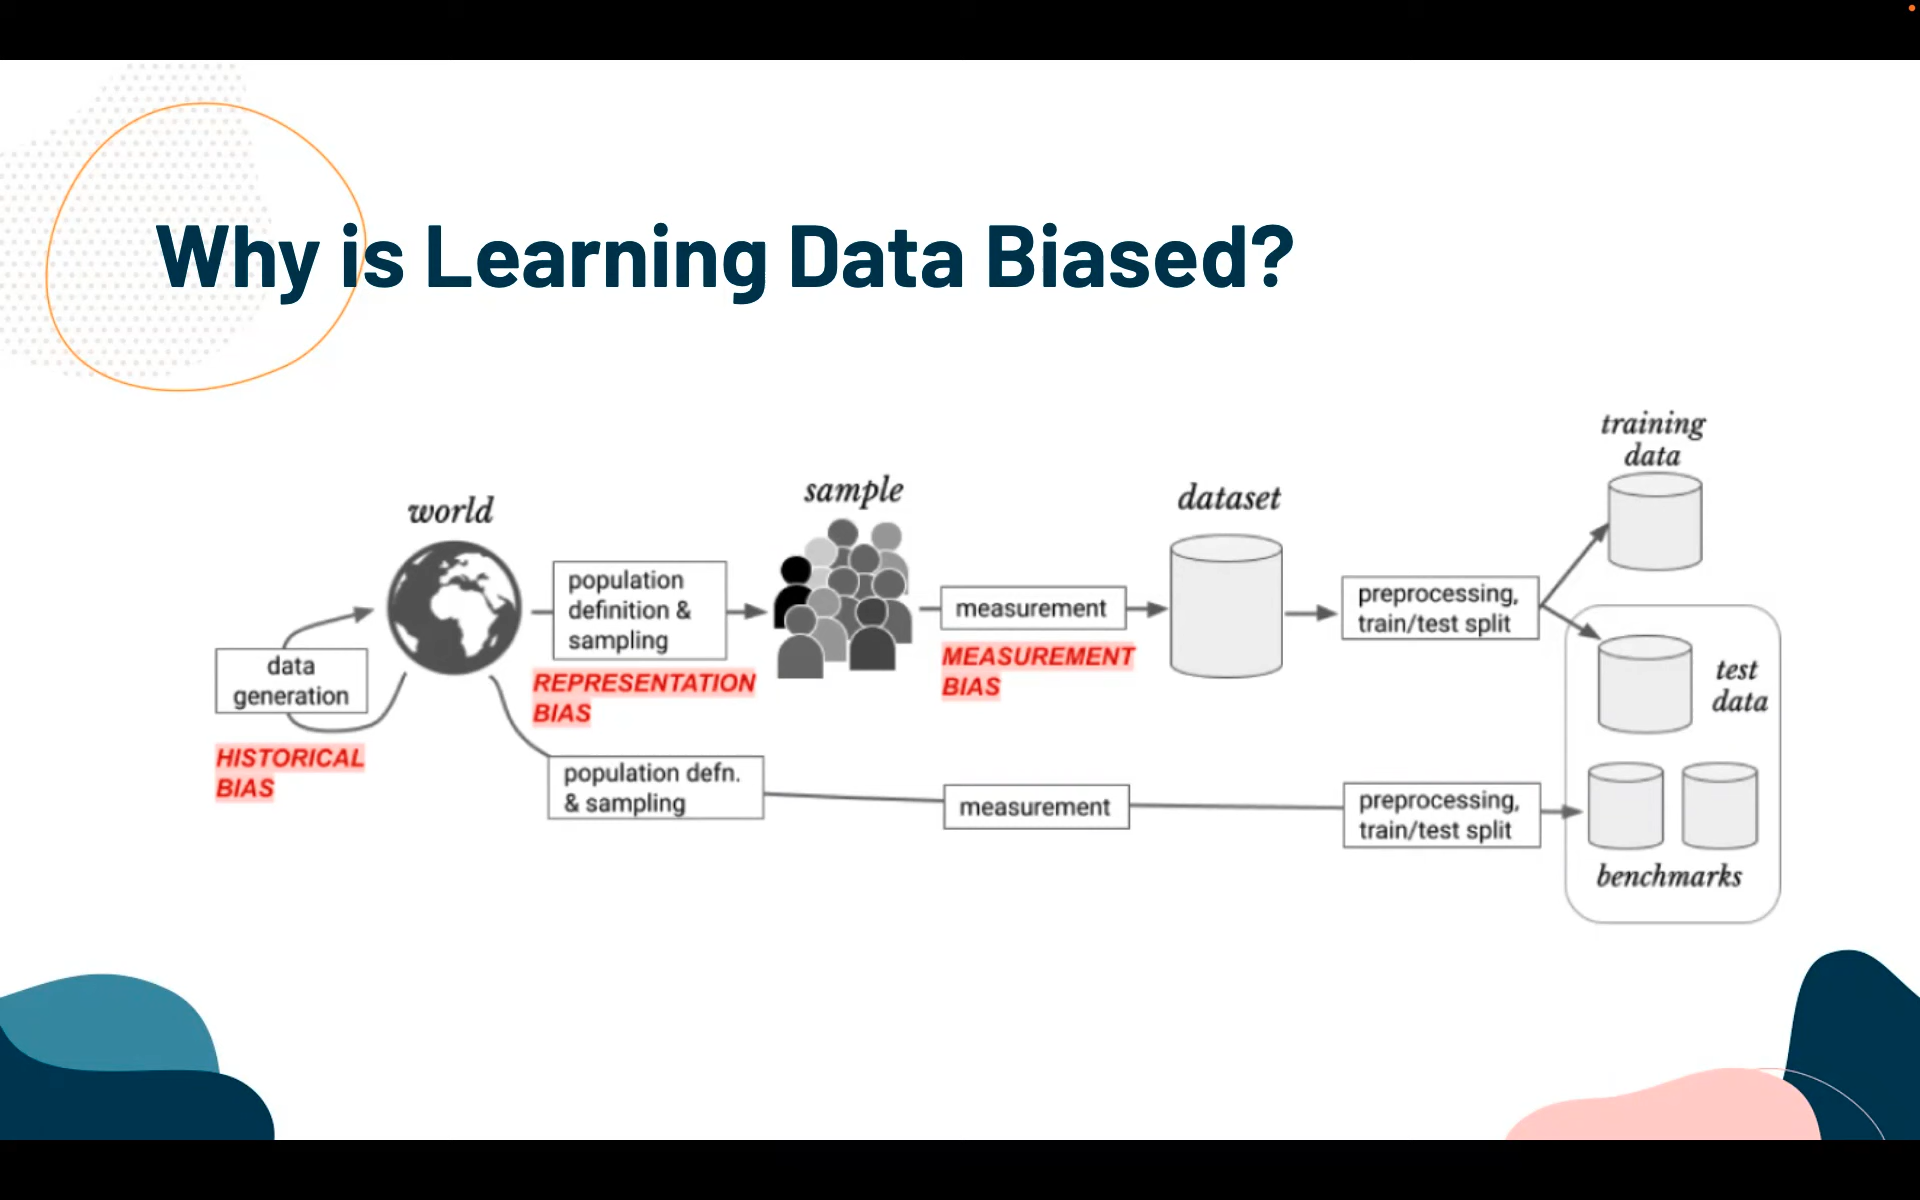 Why is Learning Data Biased?
training
data
sample
dataset
world
population
definition &
sampling
preprocessing,
train/test split
measurement
MEASUREMENT
BIAS
data
generation
REPRESENTATION
BIAS
test
data
HISTORICAL
BIAS
population defn.
& sampling
measurement
preprocessing,
train/test split
benchmarks